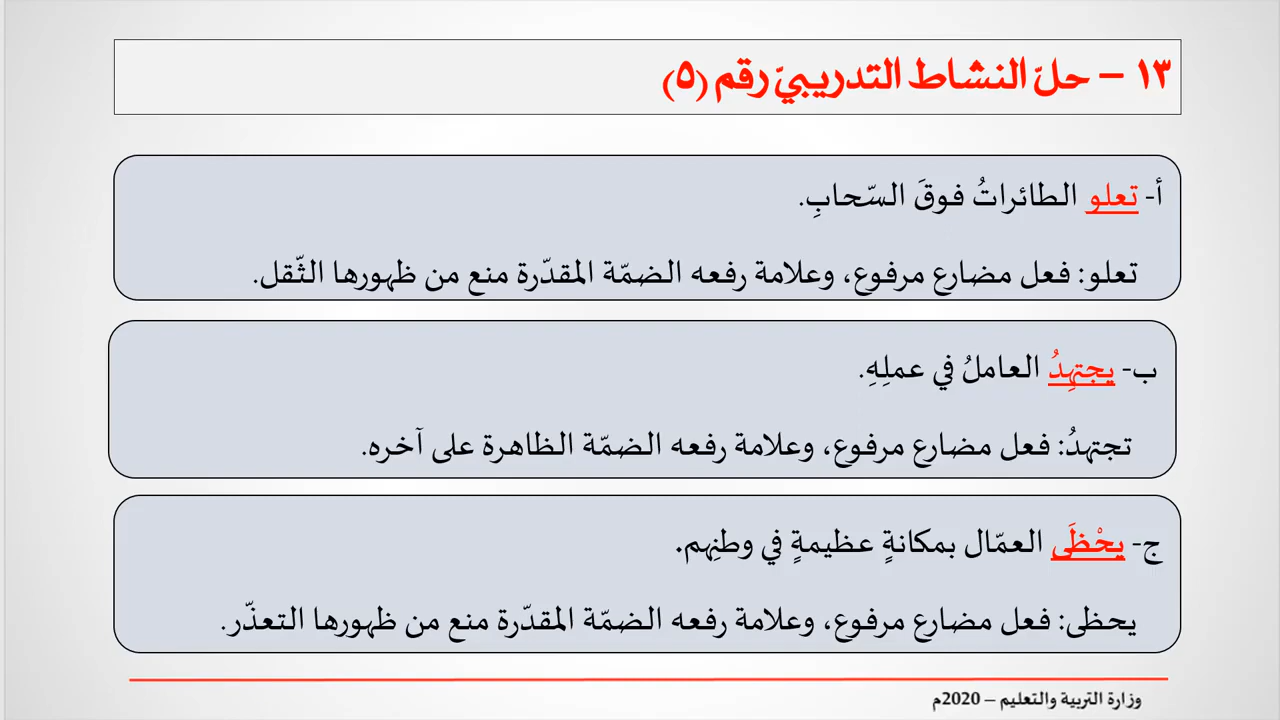 ١٣ – حلّ النشاط التدريبيّ رقم (٥)
أ- تعلو الطائراتُ فوقَ السّحابِ.
تعلو: فعل مضارع مرفوع، وعلامة رفعه الضمّة المقدّرة منع من ظهورها الثّقل.
ب- يجتهِدُ العاملُ في عملِهِ.
تجتهدُ: فعل مضارع مرفوع، وعلامة رفعه الضمّة الظاهرة على آخره.
ج- يحْظَى العمّال بمكانةٍ عظيمةٍ في وطنِهم.
يحظى: فعل مضارع مرفوع، وعلامة رفعه الضمّة المقدّرة منع من ظهورها التعذّر.
وزارة التربية والتعليم – 2020م